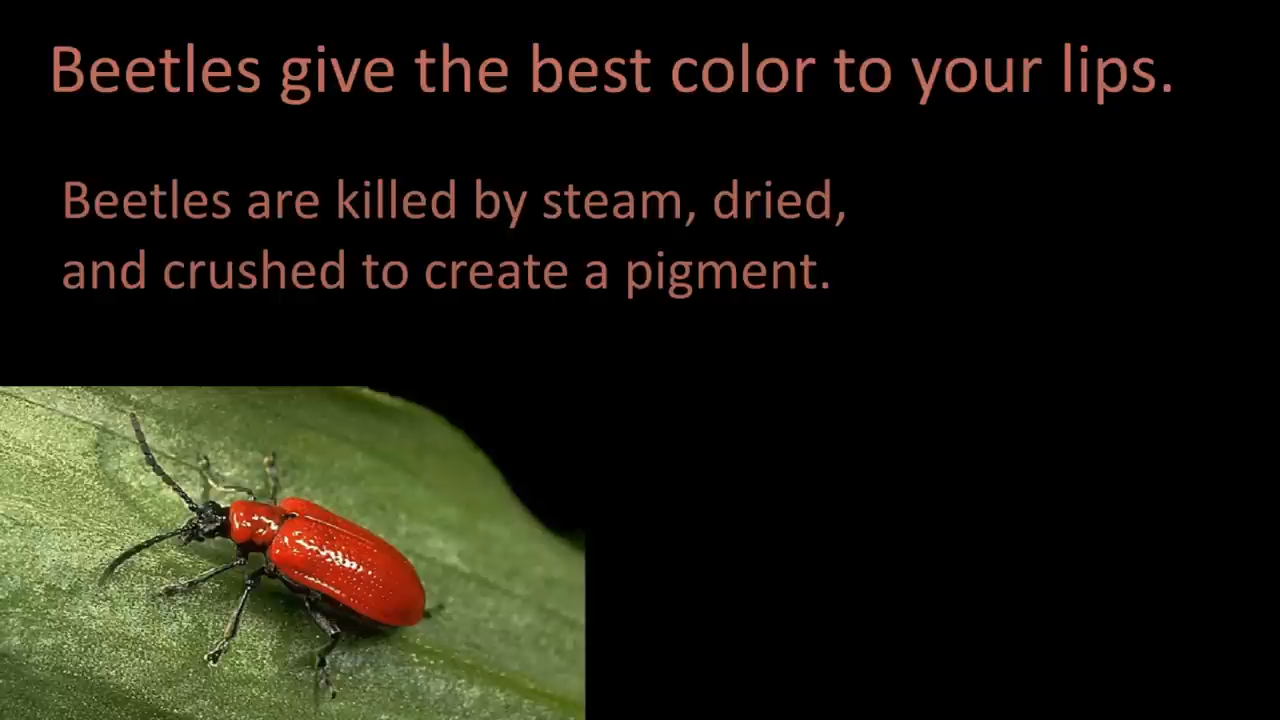 Beetles give the best color to your lips.
Beetles are killed by steam, dried,
and crushed to create a pigment.